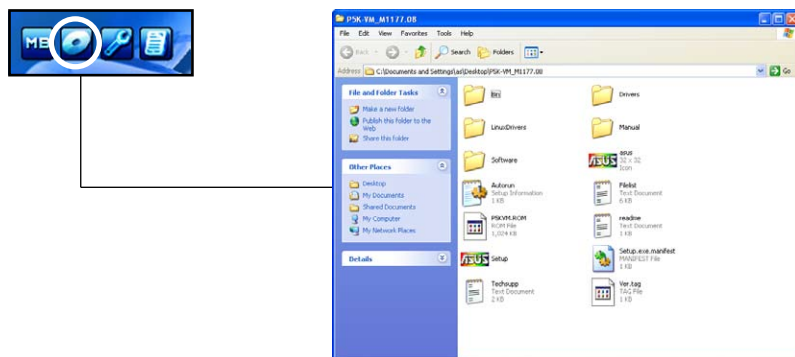 MB
P5K-VM_M1177.08
File Edit View Favorites Tools Help
Back Search Folders
Address C:\Documents and Settings\asi\Desktop\P5K-VM_M1177.08 Go
File and Folder Tasks
Make a new folder
Publish this folder to the
Web
Share this folder
Other Places
Desktop
My Documents
Shared Documents
My Computer
My Network Places
Details
Bin
Drivers
LinuxDrivers
Manual
Software
ASUS
asus
32 x 32
Icon
Autorun
Setup Information
1 KB
Filelist
Text Document
6 KB
P5KVM.ROM
ROM File
1,024 KB
readme
Text Document
1 KB
ASUS
Setup
Setup.exe.manifest
MANIFEST File
Techsupp
Text Document
2 KB
Ver.tag
TAG File
1 KB